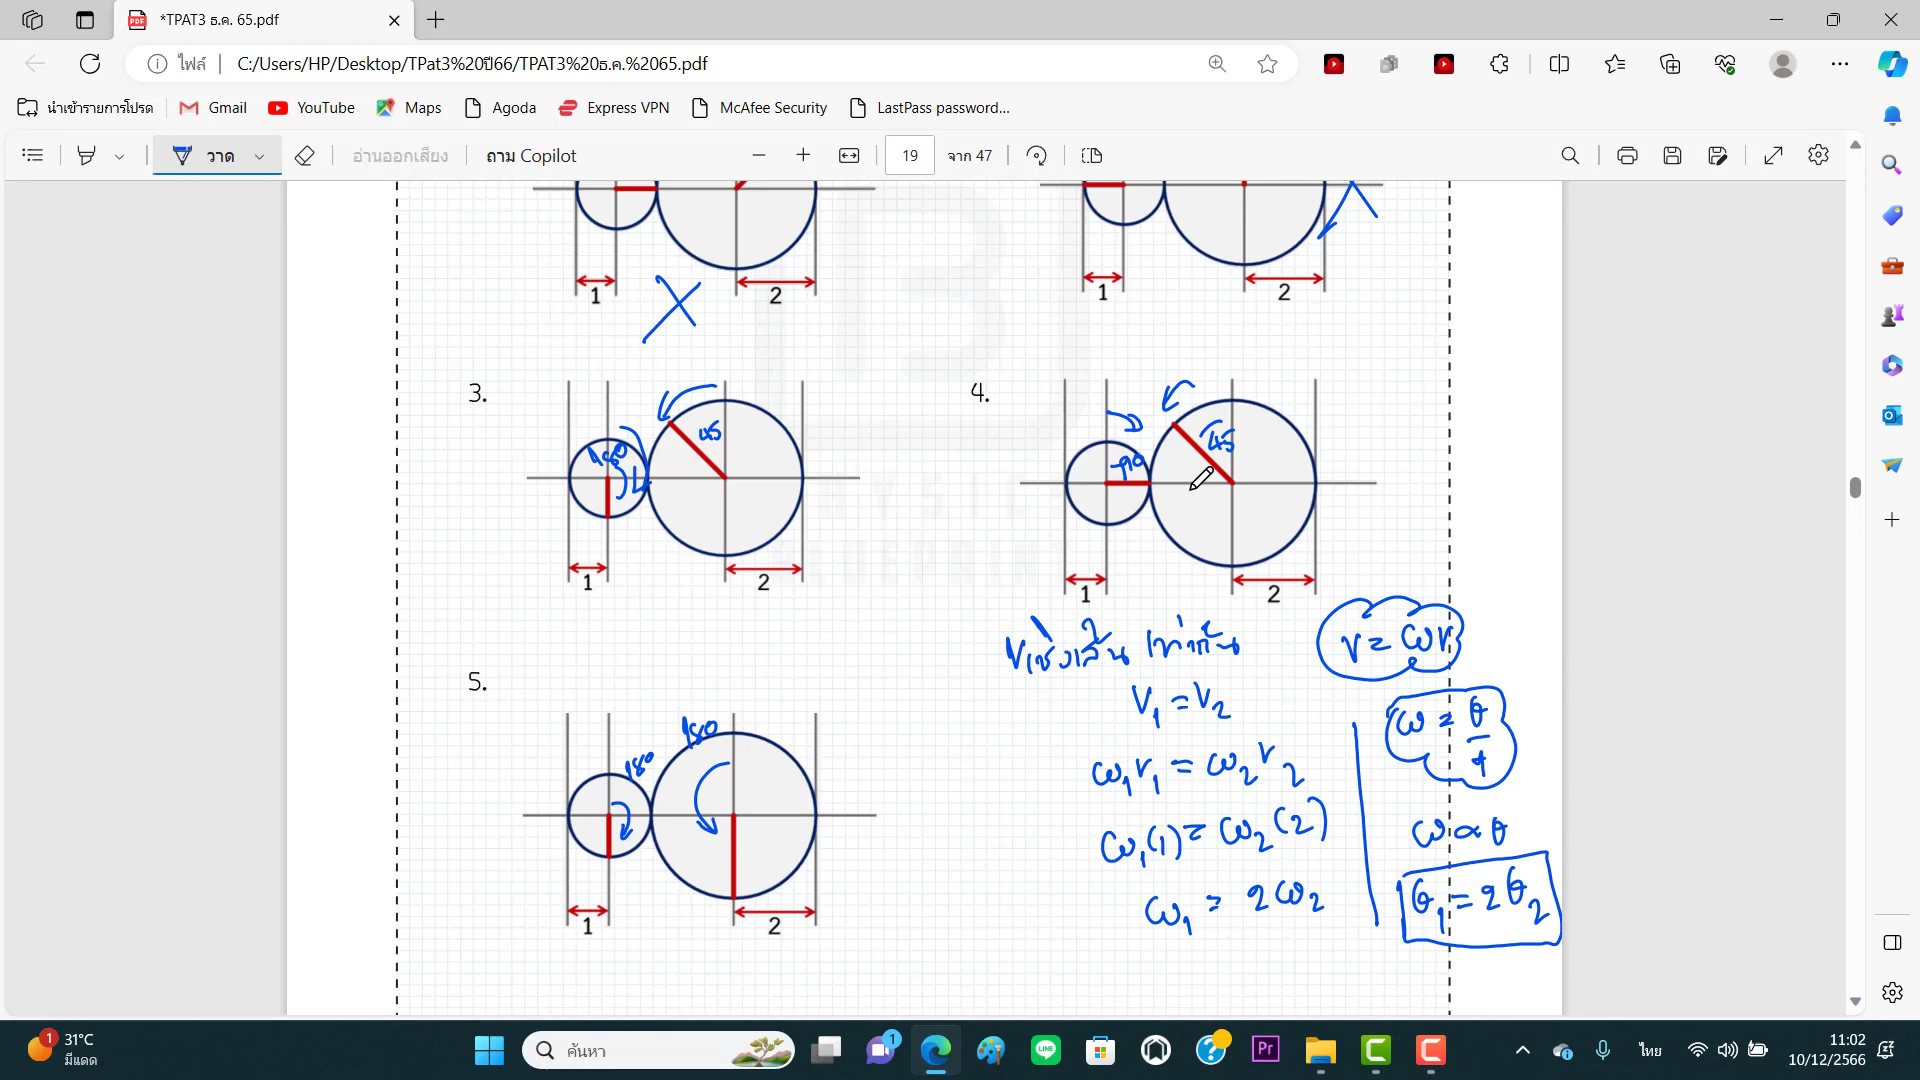 *TPAT3 ธ.ค. 65.pdf
ไฟล์ C:/Users/HP/Desktop/TPat3%20ปี66/TPAT3%20ธ.ค.%2065.pdf
นำเข้ารายการโปรด Gmail YouTube Maps Agoda Express VPN McAfee Security LastPass password...
วาด อ่านออกเสียง ถาม Copilot 19 จาก 47
1 2 1 2
3. 4.
45 45
180 90
1 2 1 2
V เชิงเส้น เท่ากัน
v = ωr
V₁ = V₂
ω = θ/t
ω₁r₁ = ω₂r₂
ω₁(1) = ω₂(2)
ω ∝ θ
ω₁ = 2ω₂
θ₁ = 2θ₂
5.
180 180
1 2
1 31°C
มีแดด
ค้นหา
1
LINE
Pr
ไทย
11:02
10/12/2566